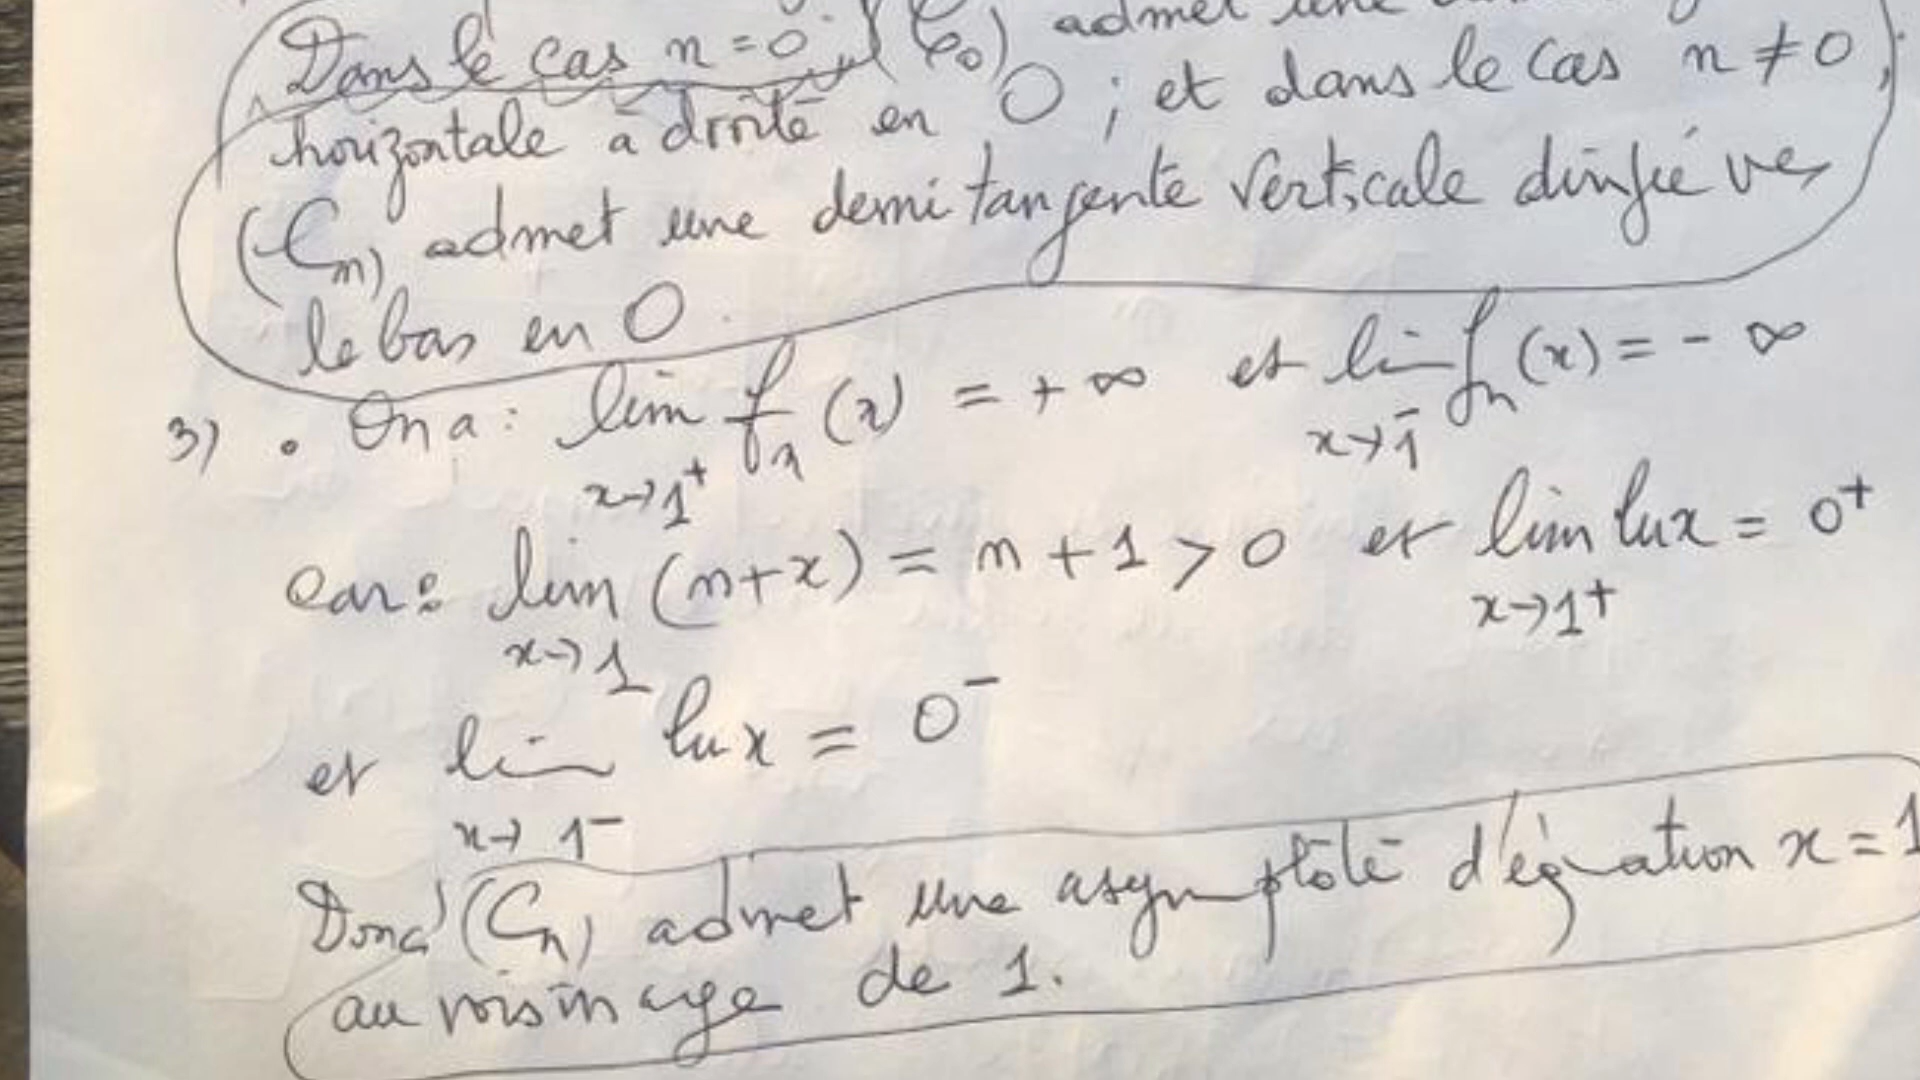 Dans le cas n = 0, (C₀) admet une
horizontale à droite en 0 ; et dans le cas n ≠ 0,
(Cₙ) admet une demi tangente verticale dirigée vers
le bas en 0.
3) • On a : lim fₙ(x) = +∞ et lim fₙ(x) = -∞
x→1⁺ x→1⁻
car : lim (n+x) = n+1 > 0 et lim ln x = 0⁺
x→1 x→1⁺
et lim ln x = 0⁻
x→1⁻
Donc (Cₙ) admet une asymptôte d'équation x = 1
au voisinage de 1.